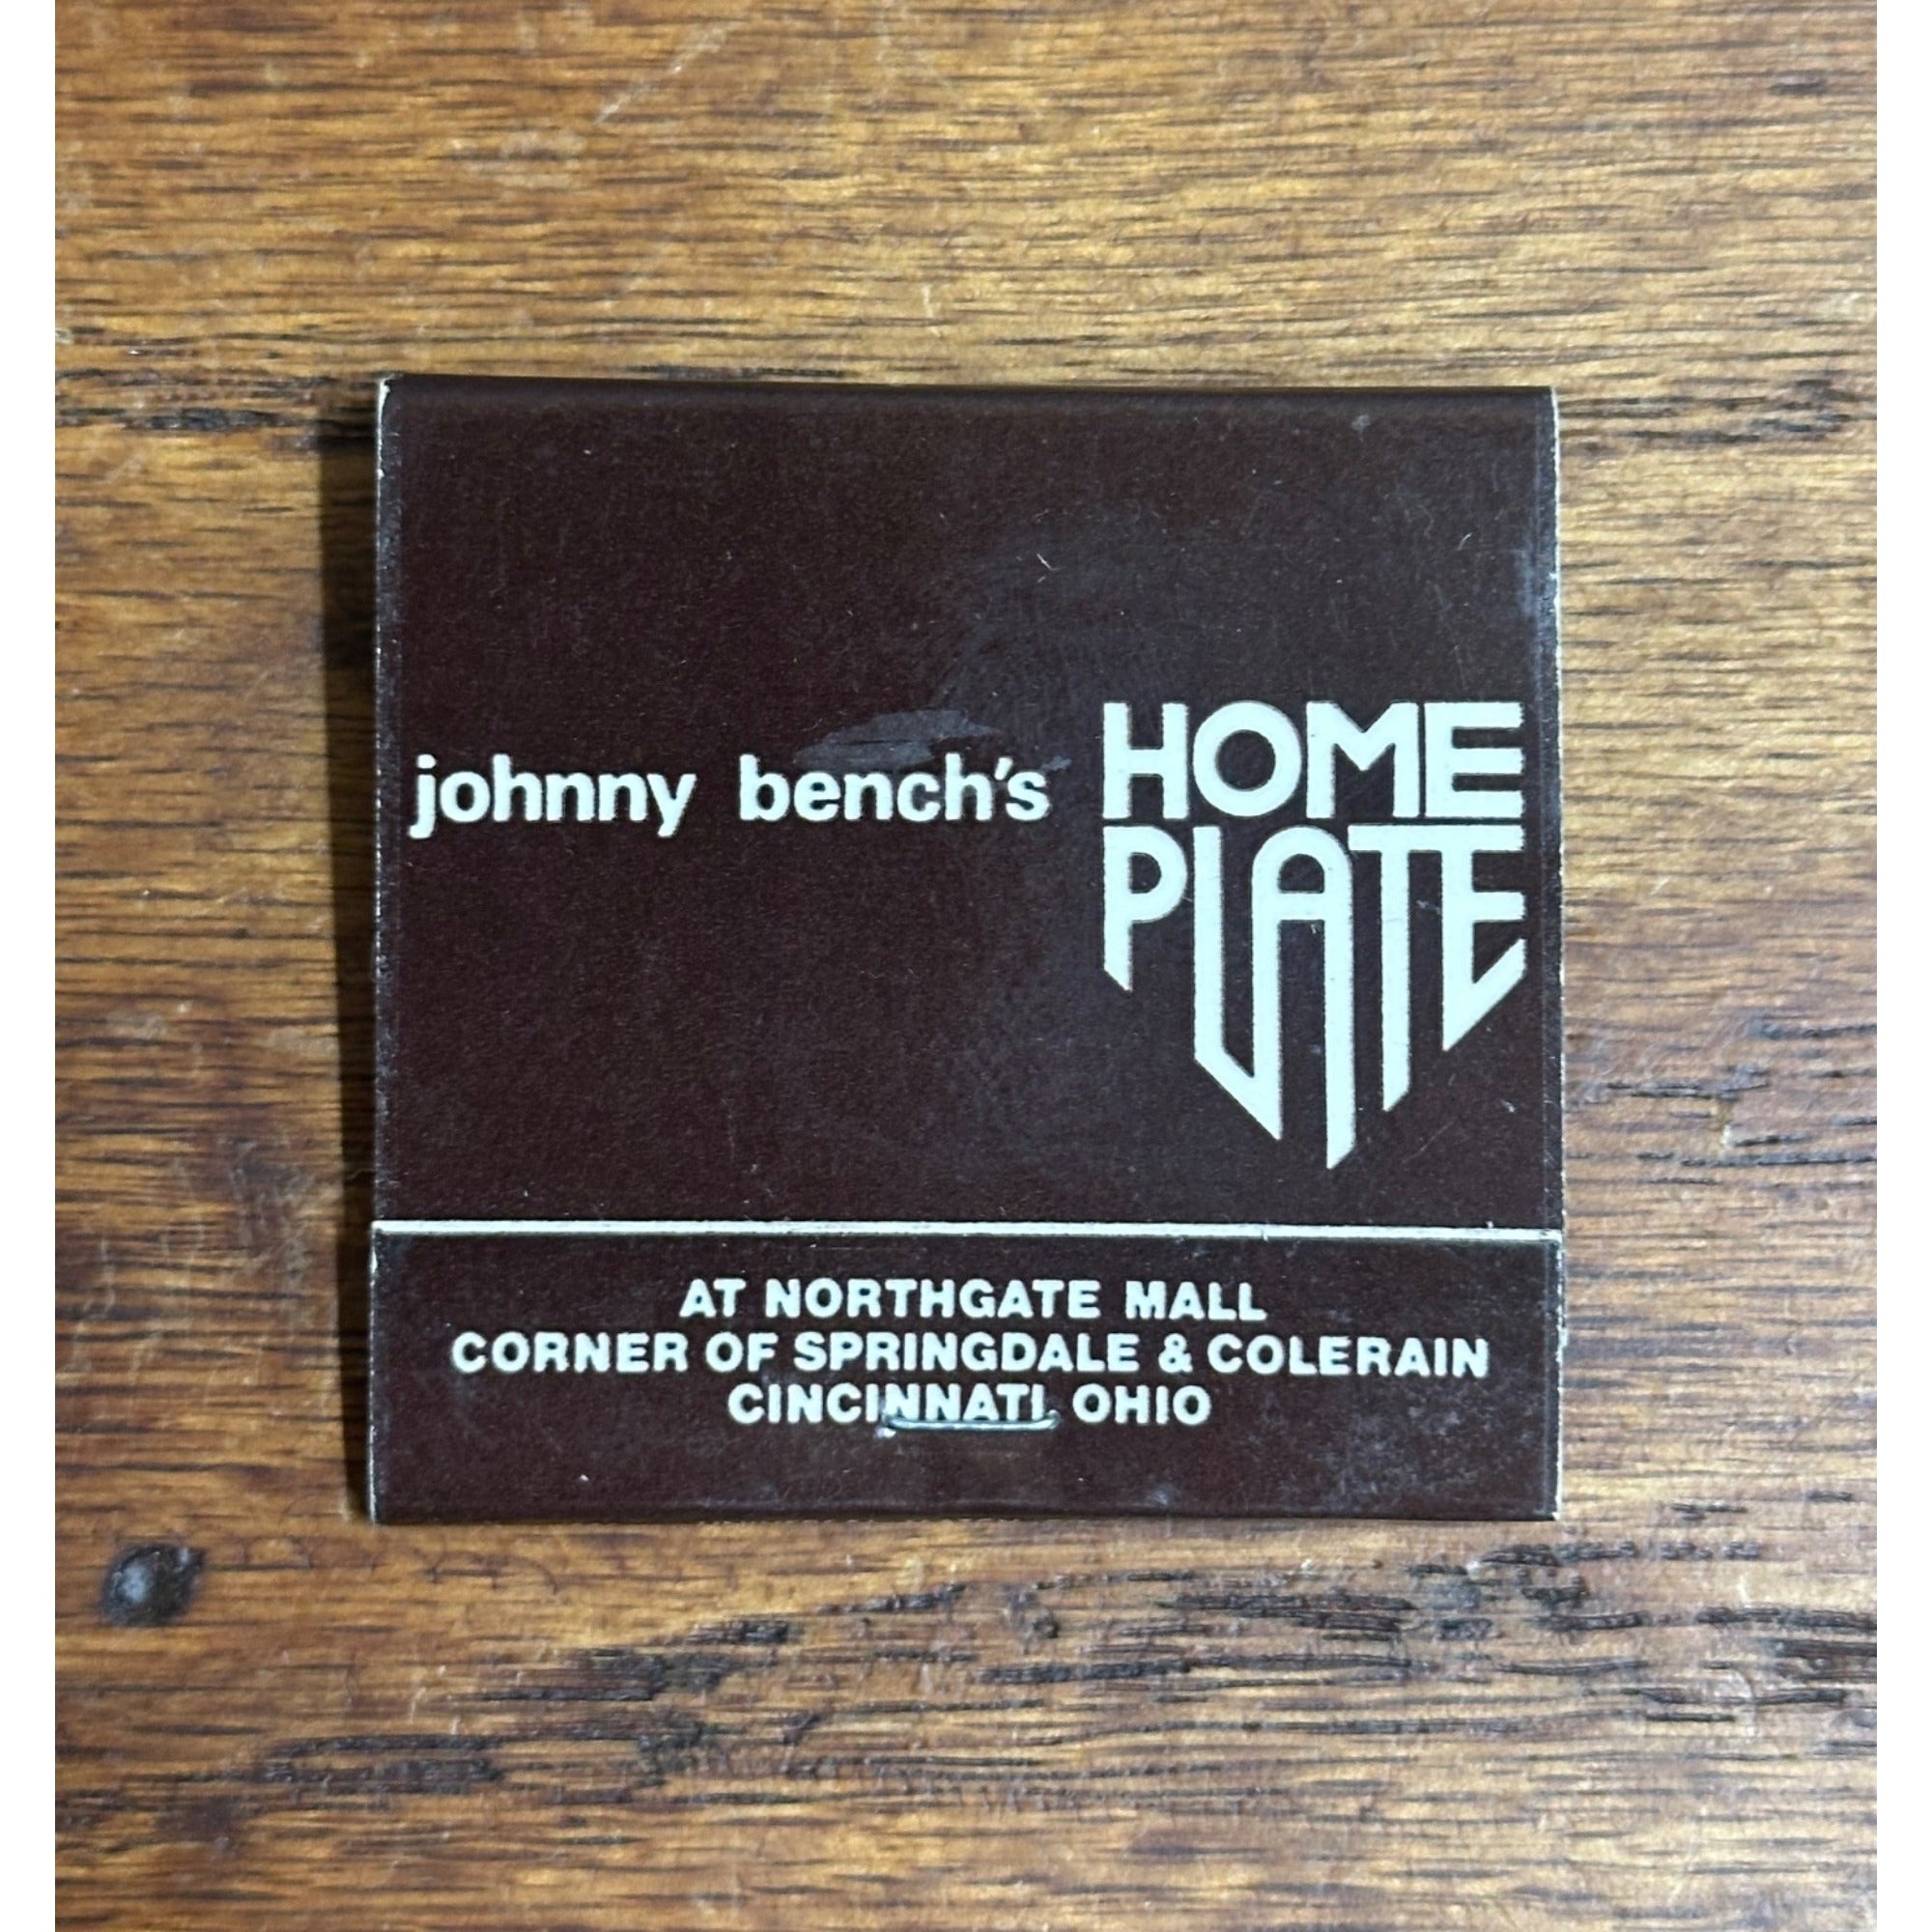 johnny bench's
HOME
PLATE
AT NORTHGATE MALL
CORNER OF SPRINGDALE & COLERAIN
CINCINNATI, OHIO